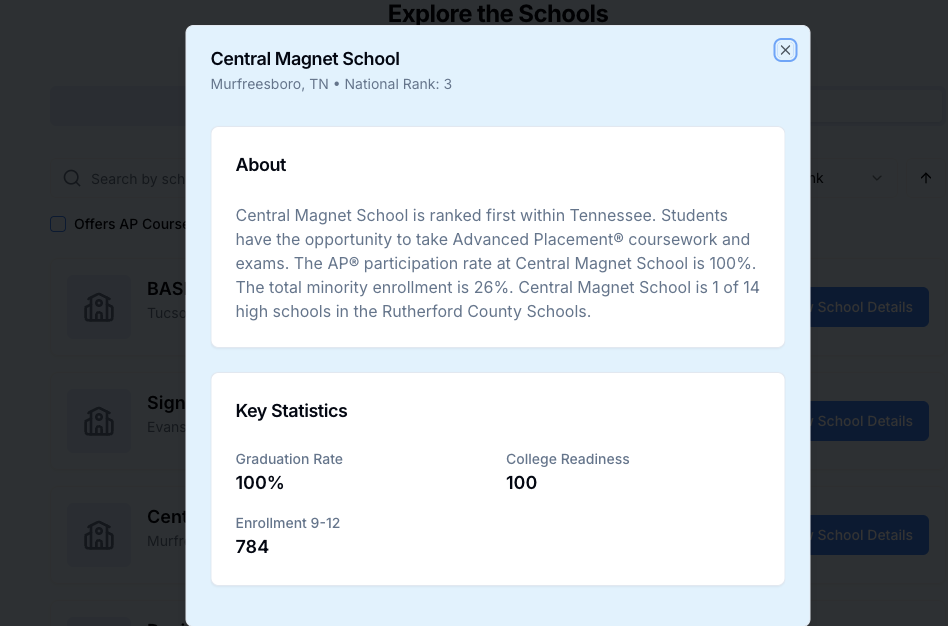 Explore the Schools
Central Magnet School
Murfreesboro, TN • National Rank: 3
About
Central Magnet School is ranked first within Tennessee. Students
have the opportunity to take Advanced Placement® coursework and
exams. The AP® participation rate at Central Magnet School is 100%.
The total minority enrollment is 26%. Central Magnet School is 1 of 14
high schools in the Rutherford County Schools.
Key Statistics
Graduation Rate
100%
College Readiness
100
Enrollment 9-12
784
Search by sch
nk
Offers AP Course
BAS
Tucso
School Details
Sign
Evans
School Details
Cent
Murfr
School Details